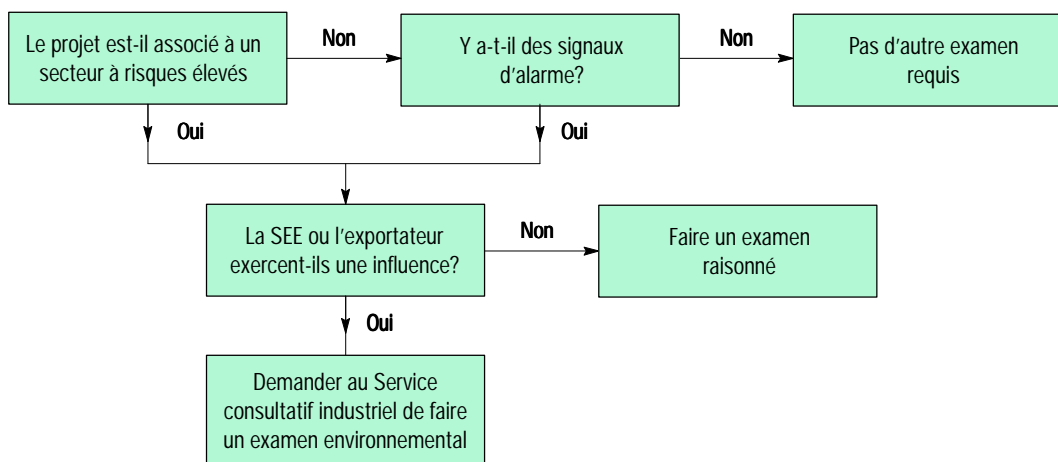 Le projet est-il associé à un
secteur à risques élevés
Non
Y a-t-il des signaux
d'alarme?
Non
Pas d'autre examen
requis
Oui
Oui
La SEE ou l'exportateur
exercent-ils une influence?
Non
Faire un examen
raisonné
Oui
Demander au Service
consultatif industriel de faire
un examen environnemental